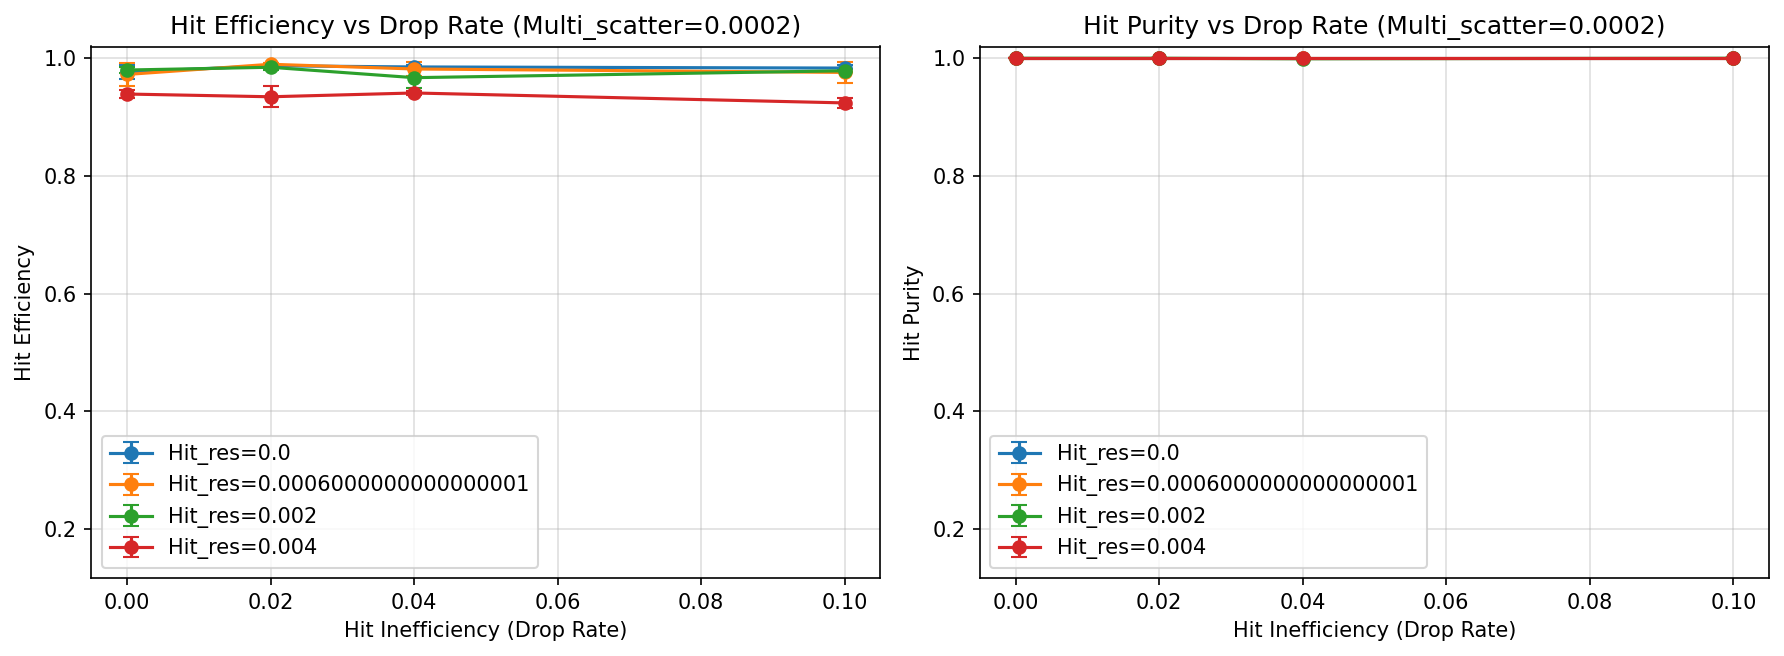 Hit Efficiency vs Drop Rate (Multi_scatter=0.0002)
1.0
0.8
0.6
0.4
0.2
Hit Efficiency
Hit_res=0.0
Hit_res=0.0006000000000000001
Hit_res=0.002
Hit_res=0.004
0.00 0.02 0.04 0.06 0.08 0.10
Hit Inefficiency (Drop Rate)
Hit Purity vs Drop Rate (Multi_scatter=0.0002)
1.0
0.8
0.6
0.4
0.2
Hit Purity
Hit_res=0.0
Hit_res=0.0006000000000000001
Hit_res=0.002
Hit_res=0.004
0.00 0.02 0.04 0.06 0.08 0.10
Hit Inefficiency (Drop Rate)